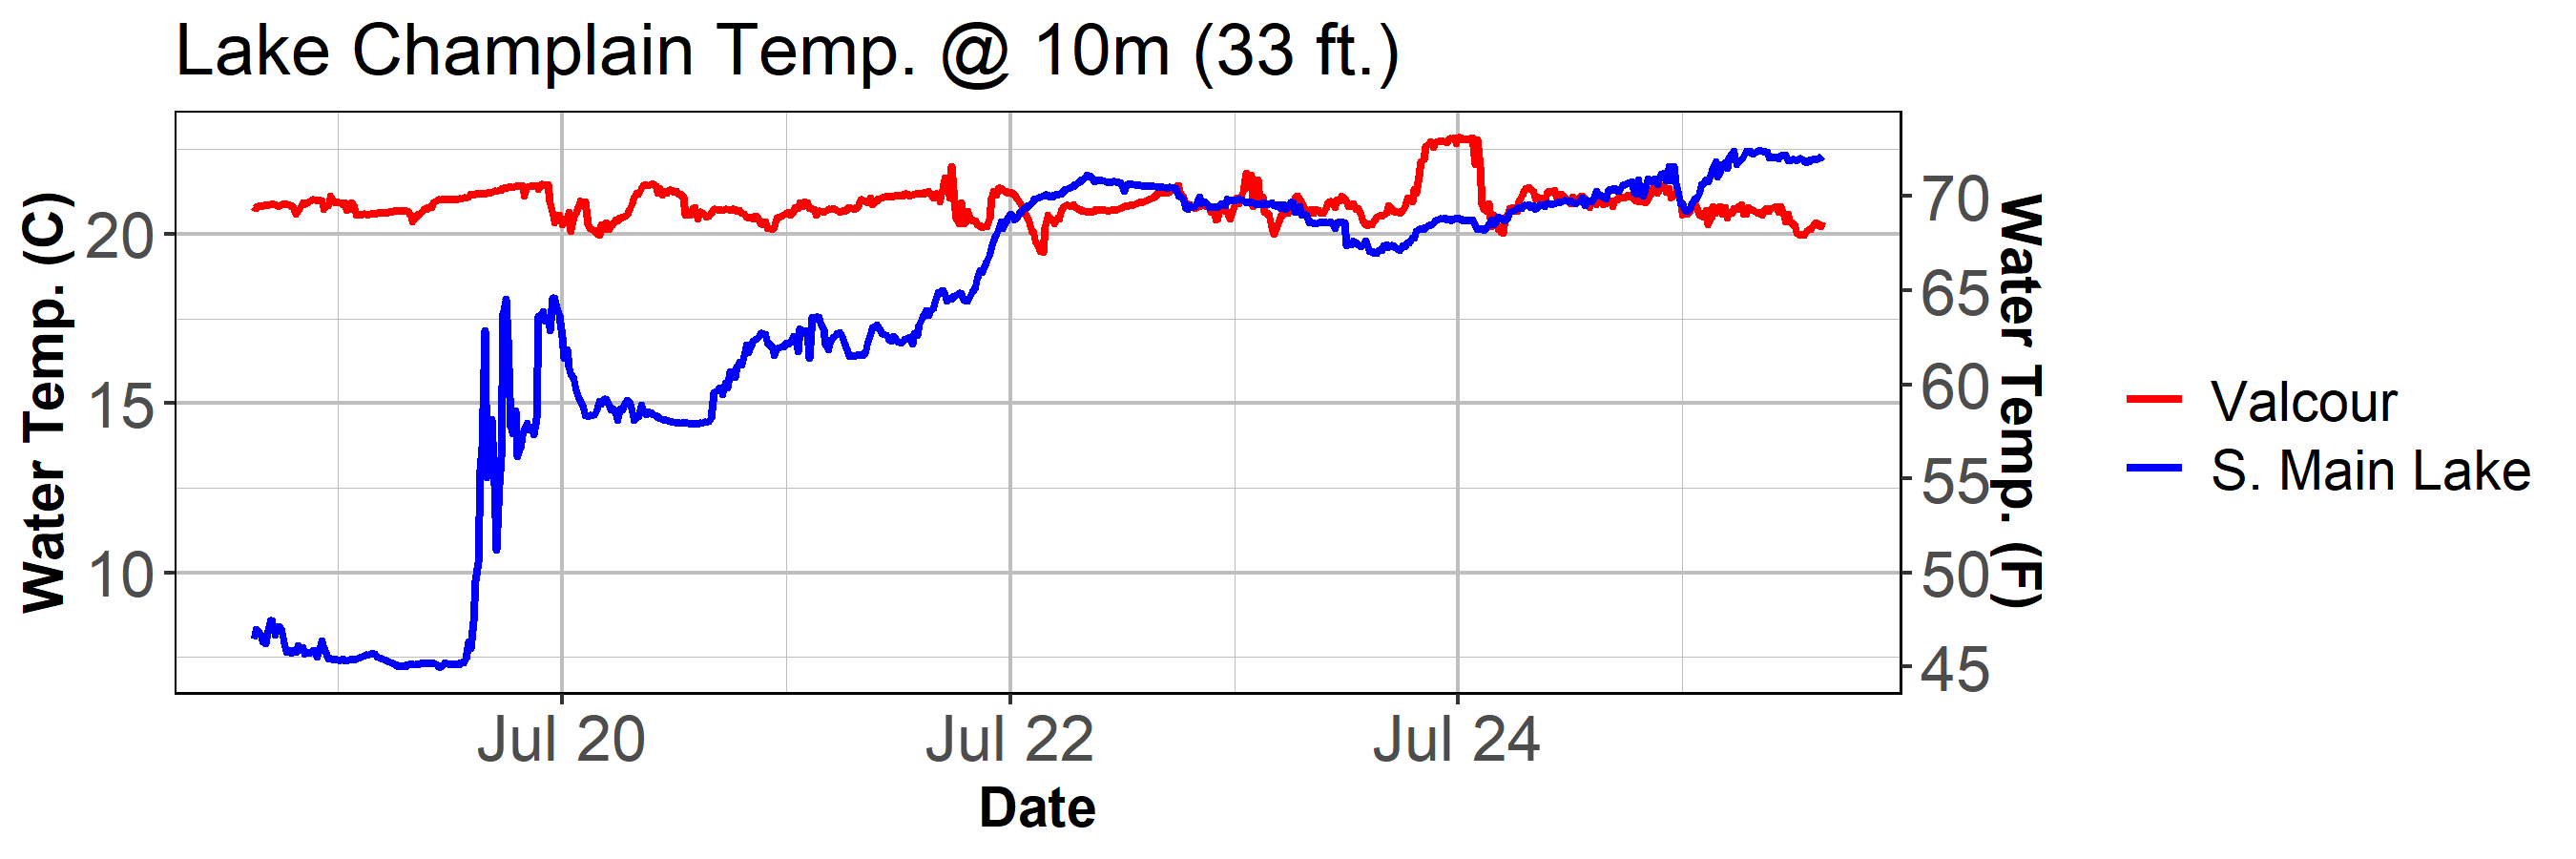 Lake Champlain Temp. @ 10m (33 ft.)
Water Temp. (C)
20
15
10
70
65
60
55
50
45
Water Temp. (F)
Jul 20
Jul 22
Jul 24
Date
Valcour
S. Main Lake